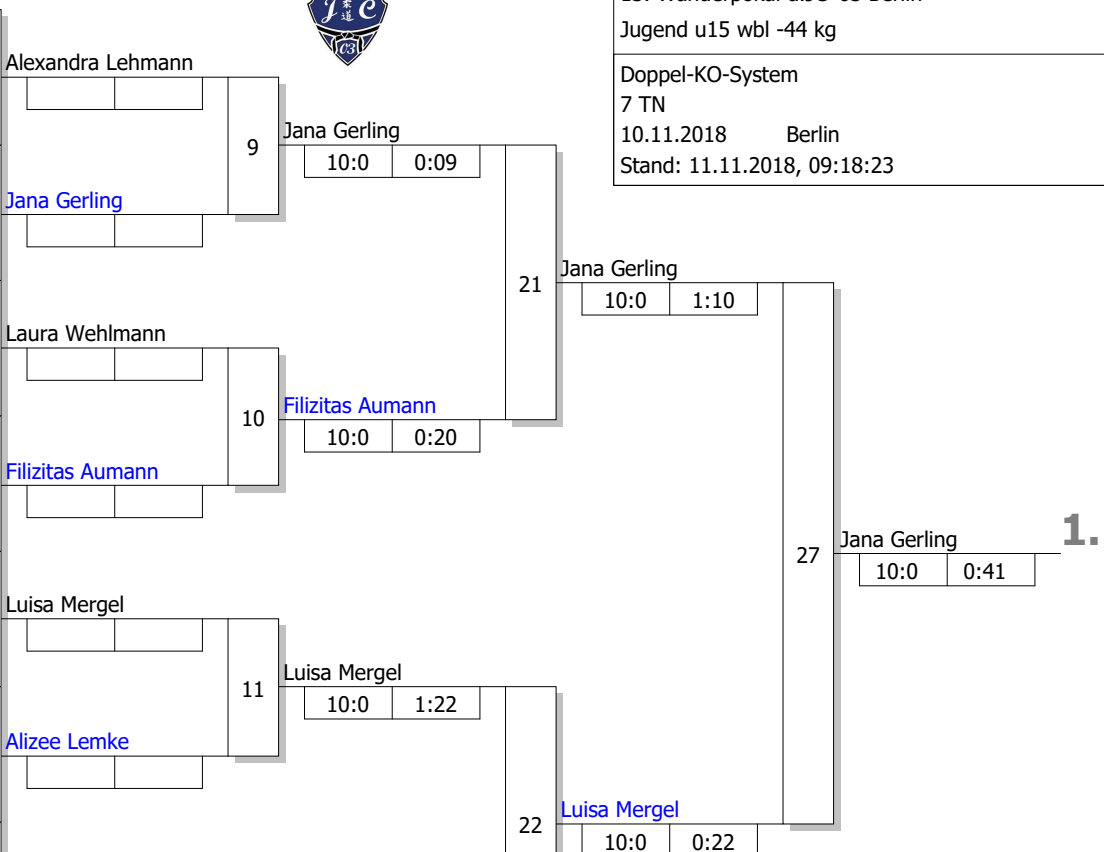 J C
柔道
03
Jugend u15 wbl -44 kg
Doppel-KO-System
7 TN
10.11.2018 Berlin
Stand: 11.11.2018, 09:18:23
Alexandra Lehmann
9
Jana Gerling
10:0 0:09
Jana Gerling
21
Jana Gerling
10:0 1:10
Laura Wehlmann
10
Filizitas Aumann
10:0 0:20
Filizitas Aumann
27
Jana Gerling
1.
10:0 0:41
Luisa Mergel
11
Luisa Mergel
10:0 1:22
Alizee Lemke
22
Luisa Mergel
10:0 0:22